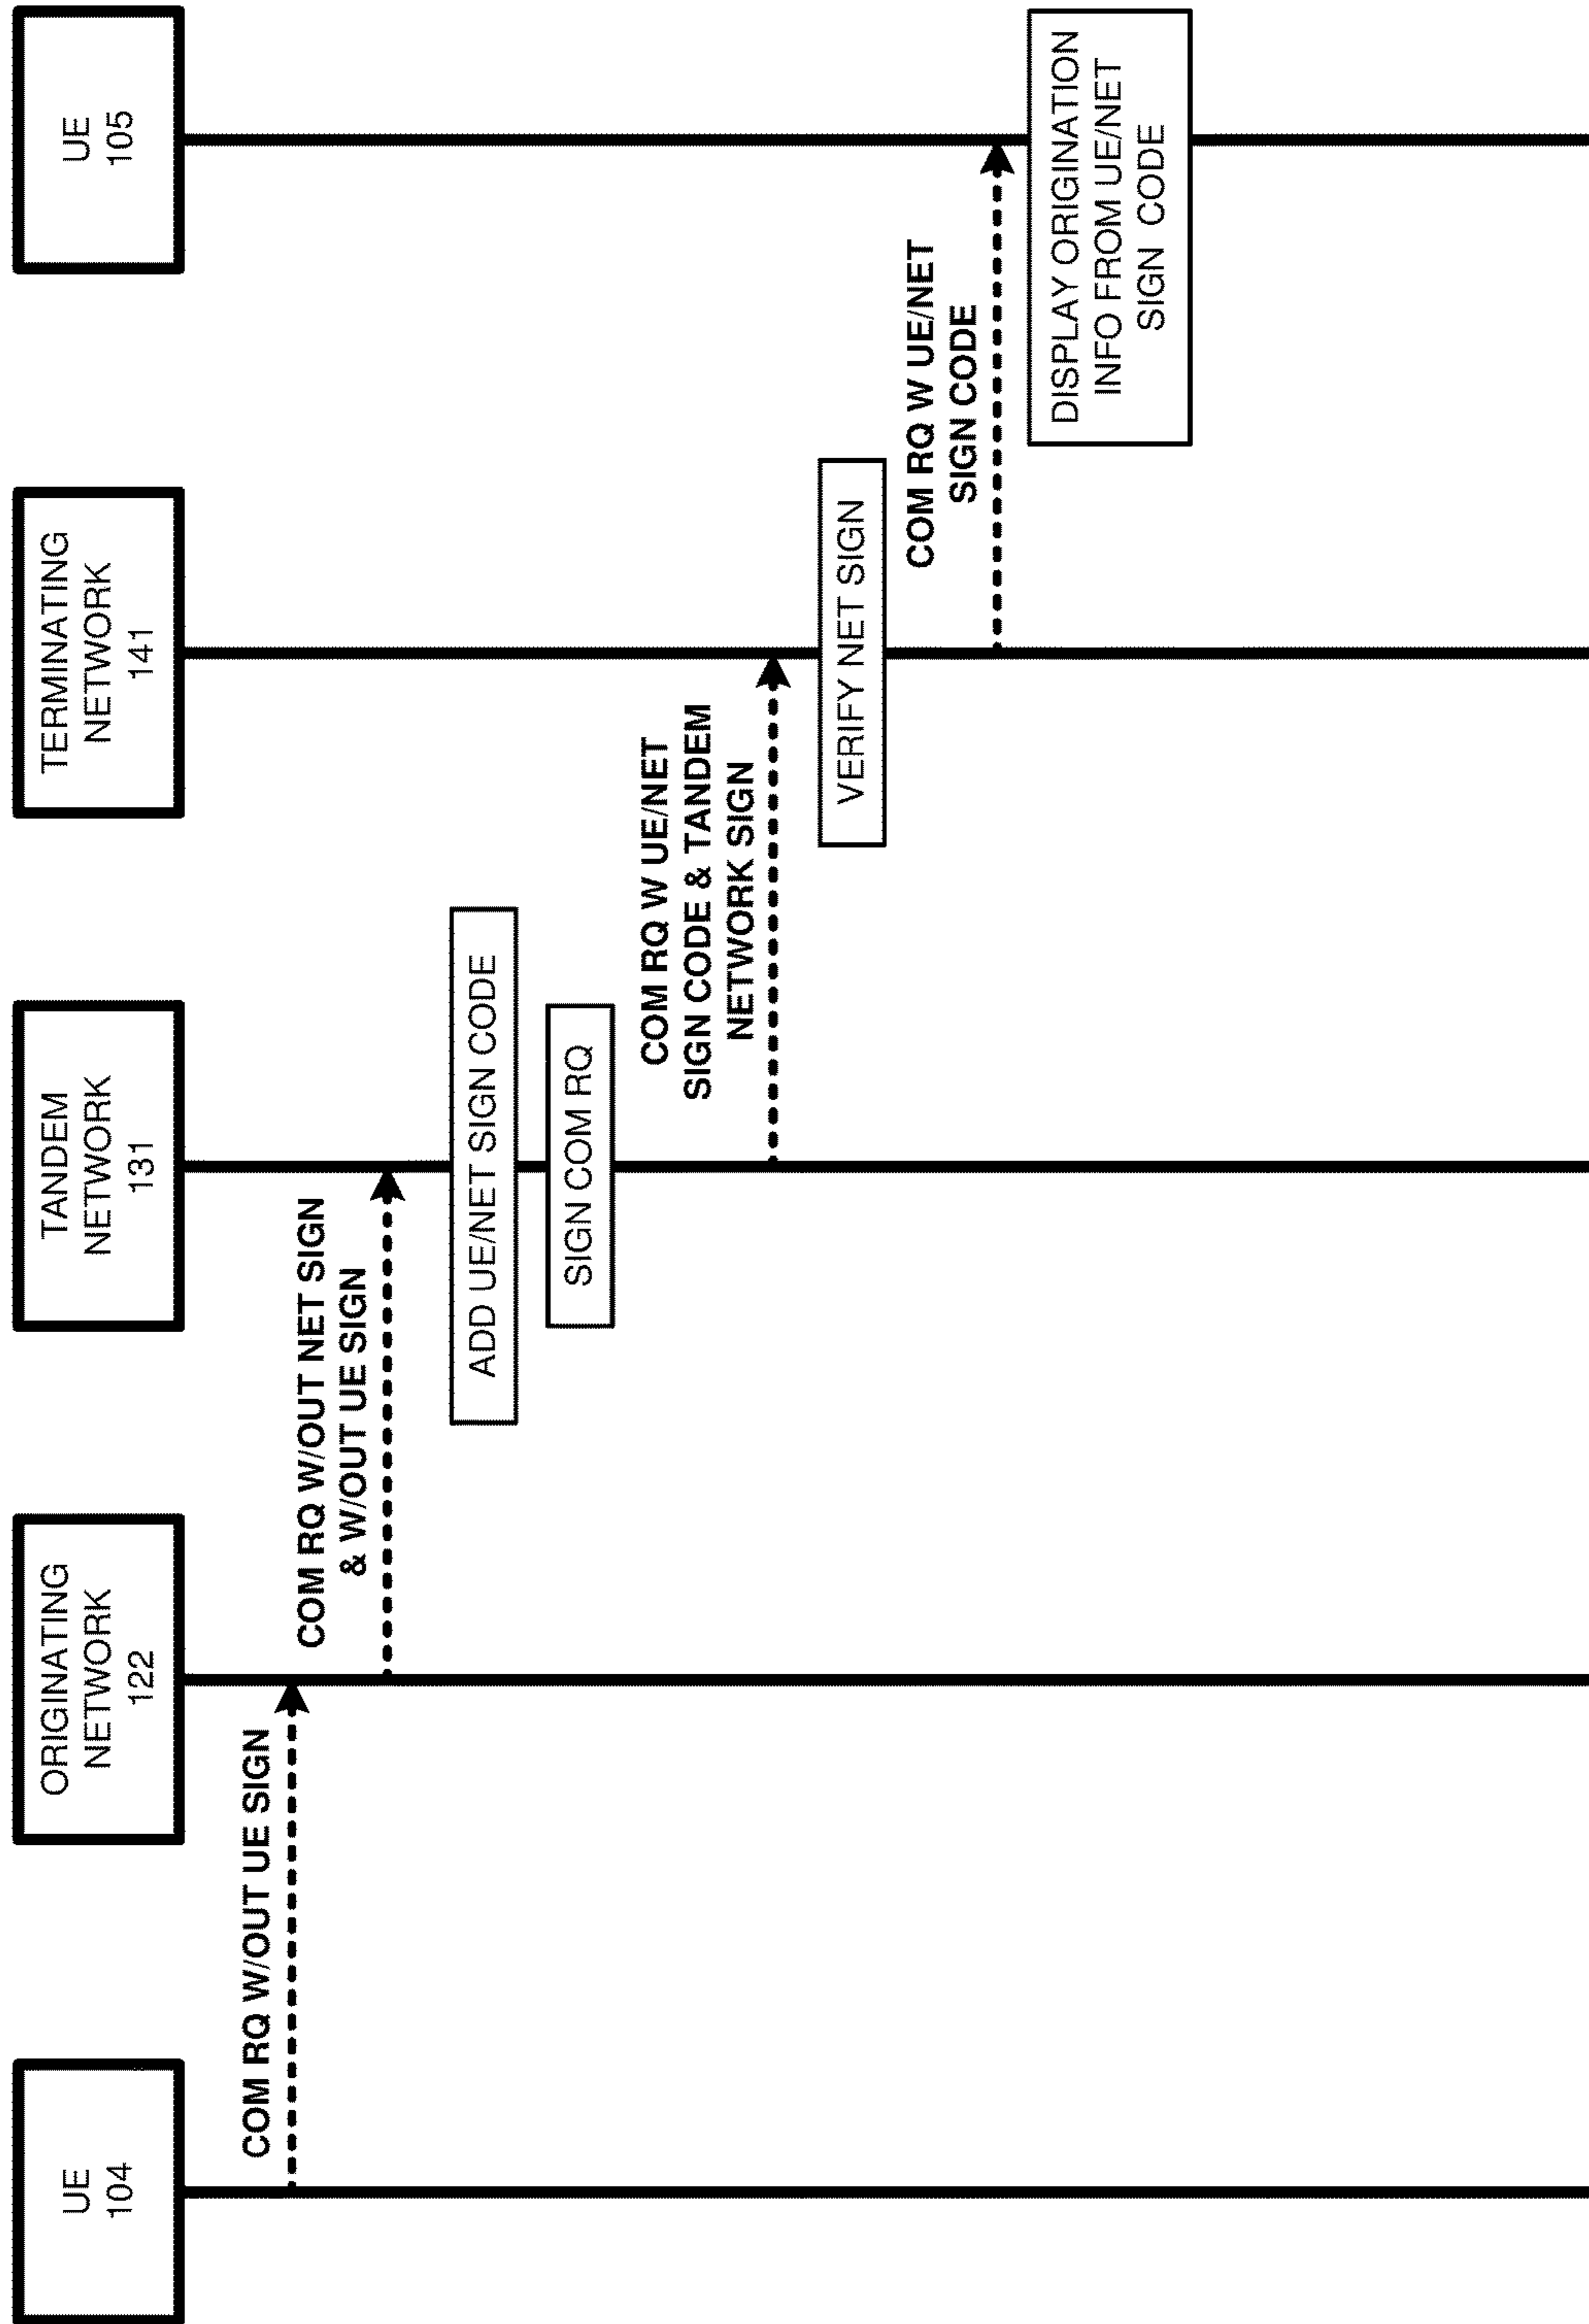 UE
104
ORIGINATING
NETWORK
122
TANDEM
NETWORK
131
TERMINATING
NETWORK
141
UE
105
COM RQ W/OUT UE SIGN
COM RQ W/OUT NET SIGN
& W/OUT UE SIGN
ADD UE/NET SIGN CODE
SIGN COM RQ
COM RQ W UE/NET
SIGN CODE & TANDEM
NETWORK SIGN
VERIFY NET SIGN
COM RQ W UE/NET
SIGN CODE
DISPLAY ORIGINATION
INFO FROM UE/NET
SIGN CODE